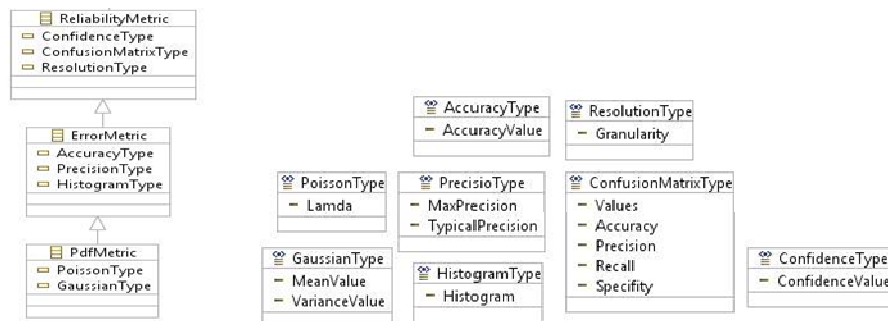 ReliabilityMetric
ConfidenceType
ConfusionMatrixType
ResolutionType
ErrorMetric
AccuracyType
PrecisionType
HistogramType
PdfMetric
PoissonType
GaussianType
AccuracyType
AccuracyValue
ResolutionType
Granularity
PoissonType
Lamda
PrecisioType
MaxPrecision
TypicalPrecision
ConfusionMatrixType
Values
Accuracy
Precision
Recall
Specifity
GaussianType
MeanValue
VarianceValue
HistogramType
Histogram
ConfidenceType
ConfidenceValue